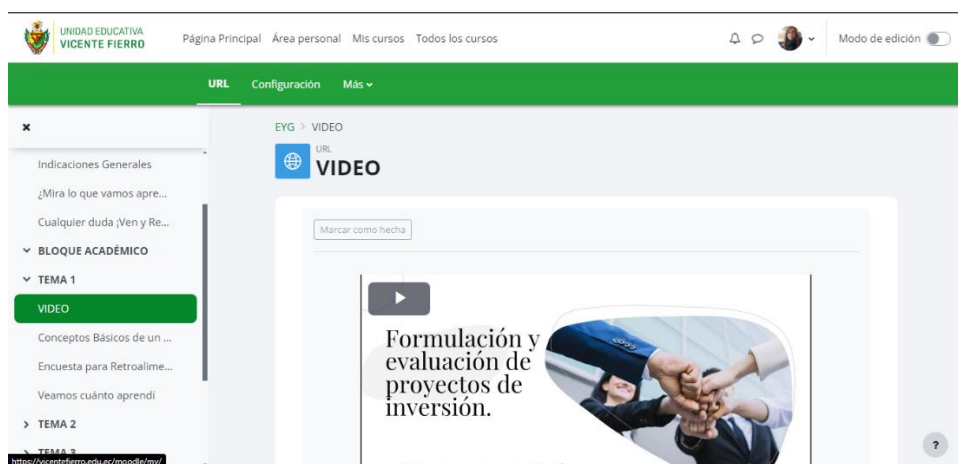 UNIDAD EDUCATIVA
VICENTE FIERRO
Página Principal Área personal Mis cursos Todos los cursos
Modo de edición
URL Configuración Más
EYG > VIDEO
URL
VIDEO
Indicaciones Generales
¿Mira lo que vamos apre...
Cualquier duda ¡Ven y Re...
BLOQUE ACADÉMICO
TEMA 1
VIDEO
Conceptos Básicos de un ...
Encuesta para Retroalime...
Veamos cuánto aprendí
TEMA 2
TEMA 3
https://vicentefierro.edu.ec/moodle/my/
Marcar como hecha
Formulación y
evaluación de
proyectos de
inversión.
?